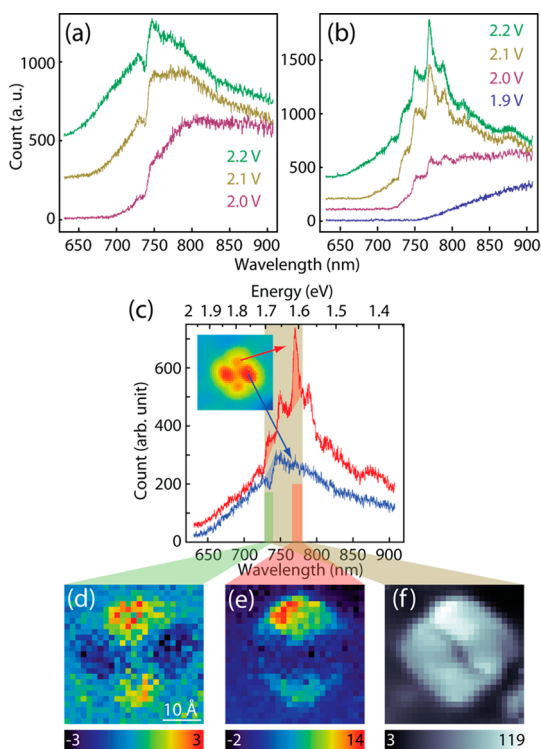 (a)
(b)
Count (a. u.)
1000
500
0
2.2 V
2.1 V
2.0 V
1500
1000
500
0
2.2 V
2.1 V
2.0 V
1.9 V
650 700 750 800 850 900
650 700 750 800 850 900
Wavelength (nm)
(c)
Energy (eV)
2 1.9 1.8 1.7 1.6 1.5 1.4
Count (arb. unit)
600
400
200
0
650 700 750 800 850 900
Wavelength (nm)
(d)
(e)
(f)
10 Å
-3 3
-2 14
3 119